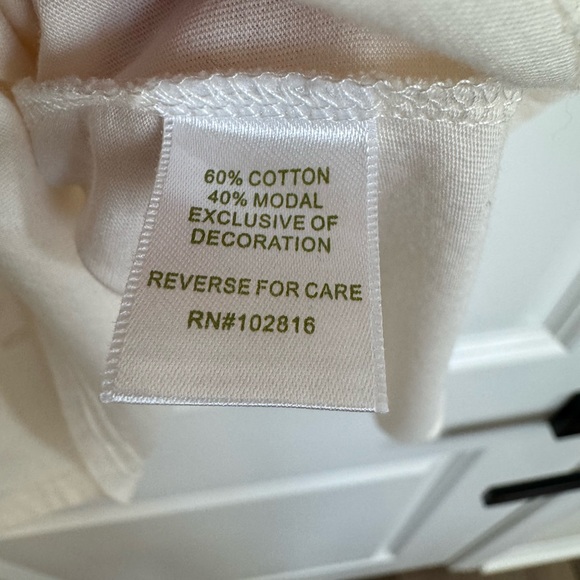 60% COTTON
40% MODAL
EXCLUSIVE OF
DECORATION
REVERSE FOR CARE
RN#102816